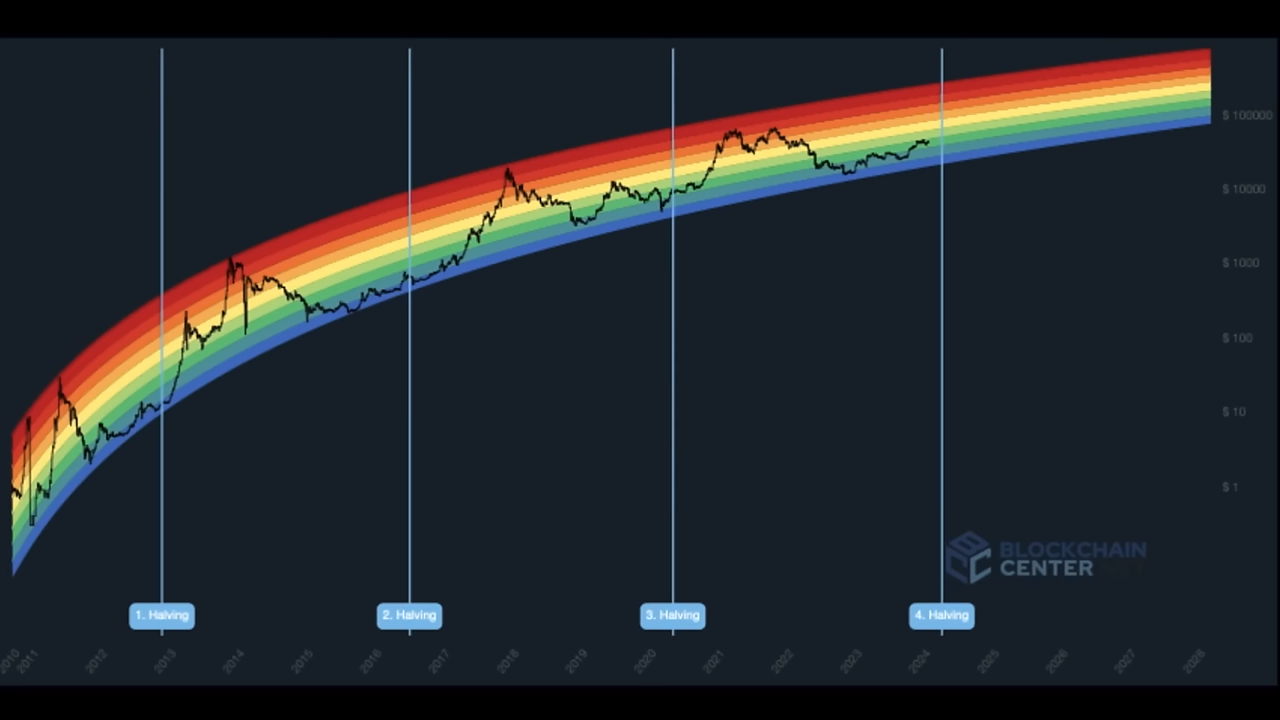 $ 100000
$ 10000
$ 1000
$ 100
$ 10
$ 1
BLOCKCHAIN
CENTER
1. Halving
2. Halving
3. Halving
4. Halving
2010 2011 2012 2013 2014 2015 2016 2017 2018 2019 2020 2021 2022 2023 2024 2025 2026 2027 2028